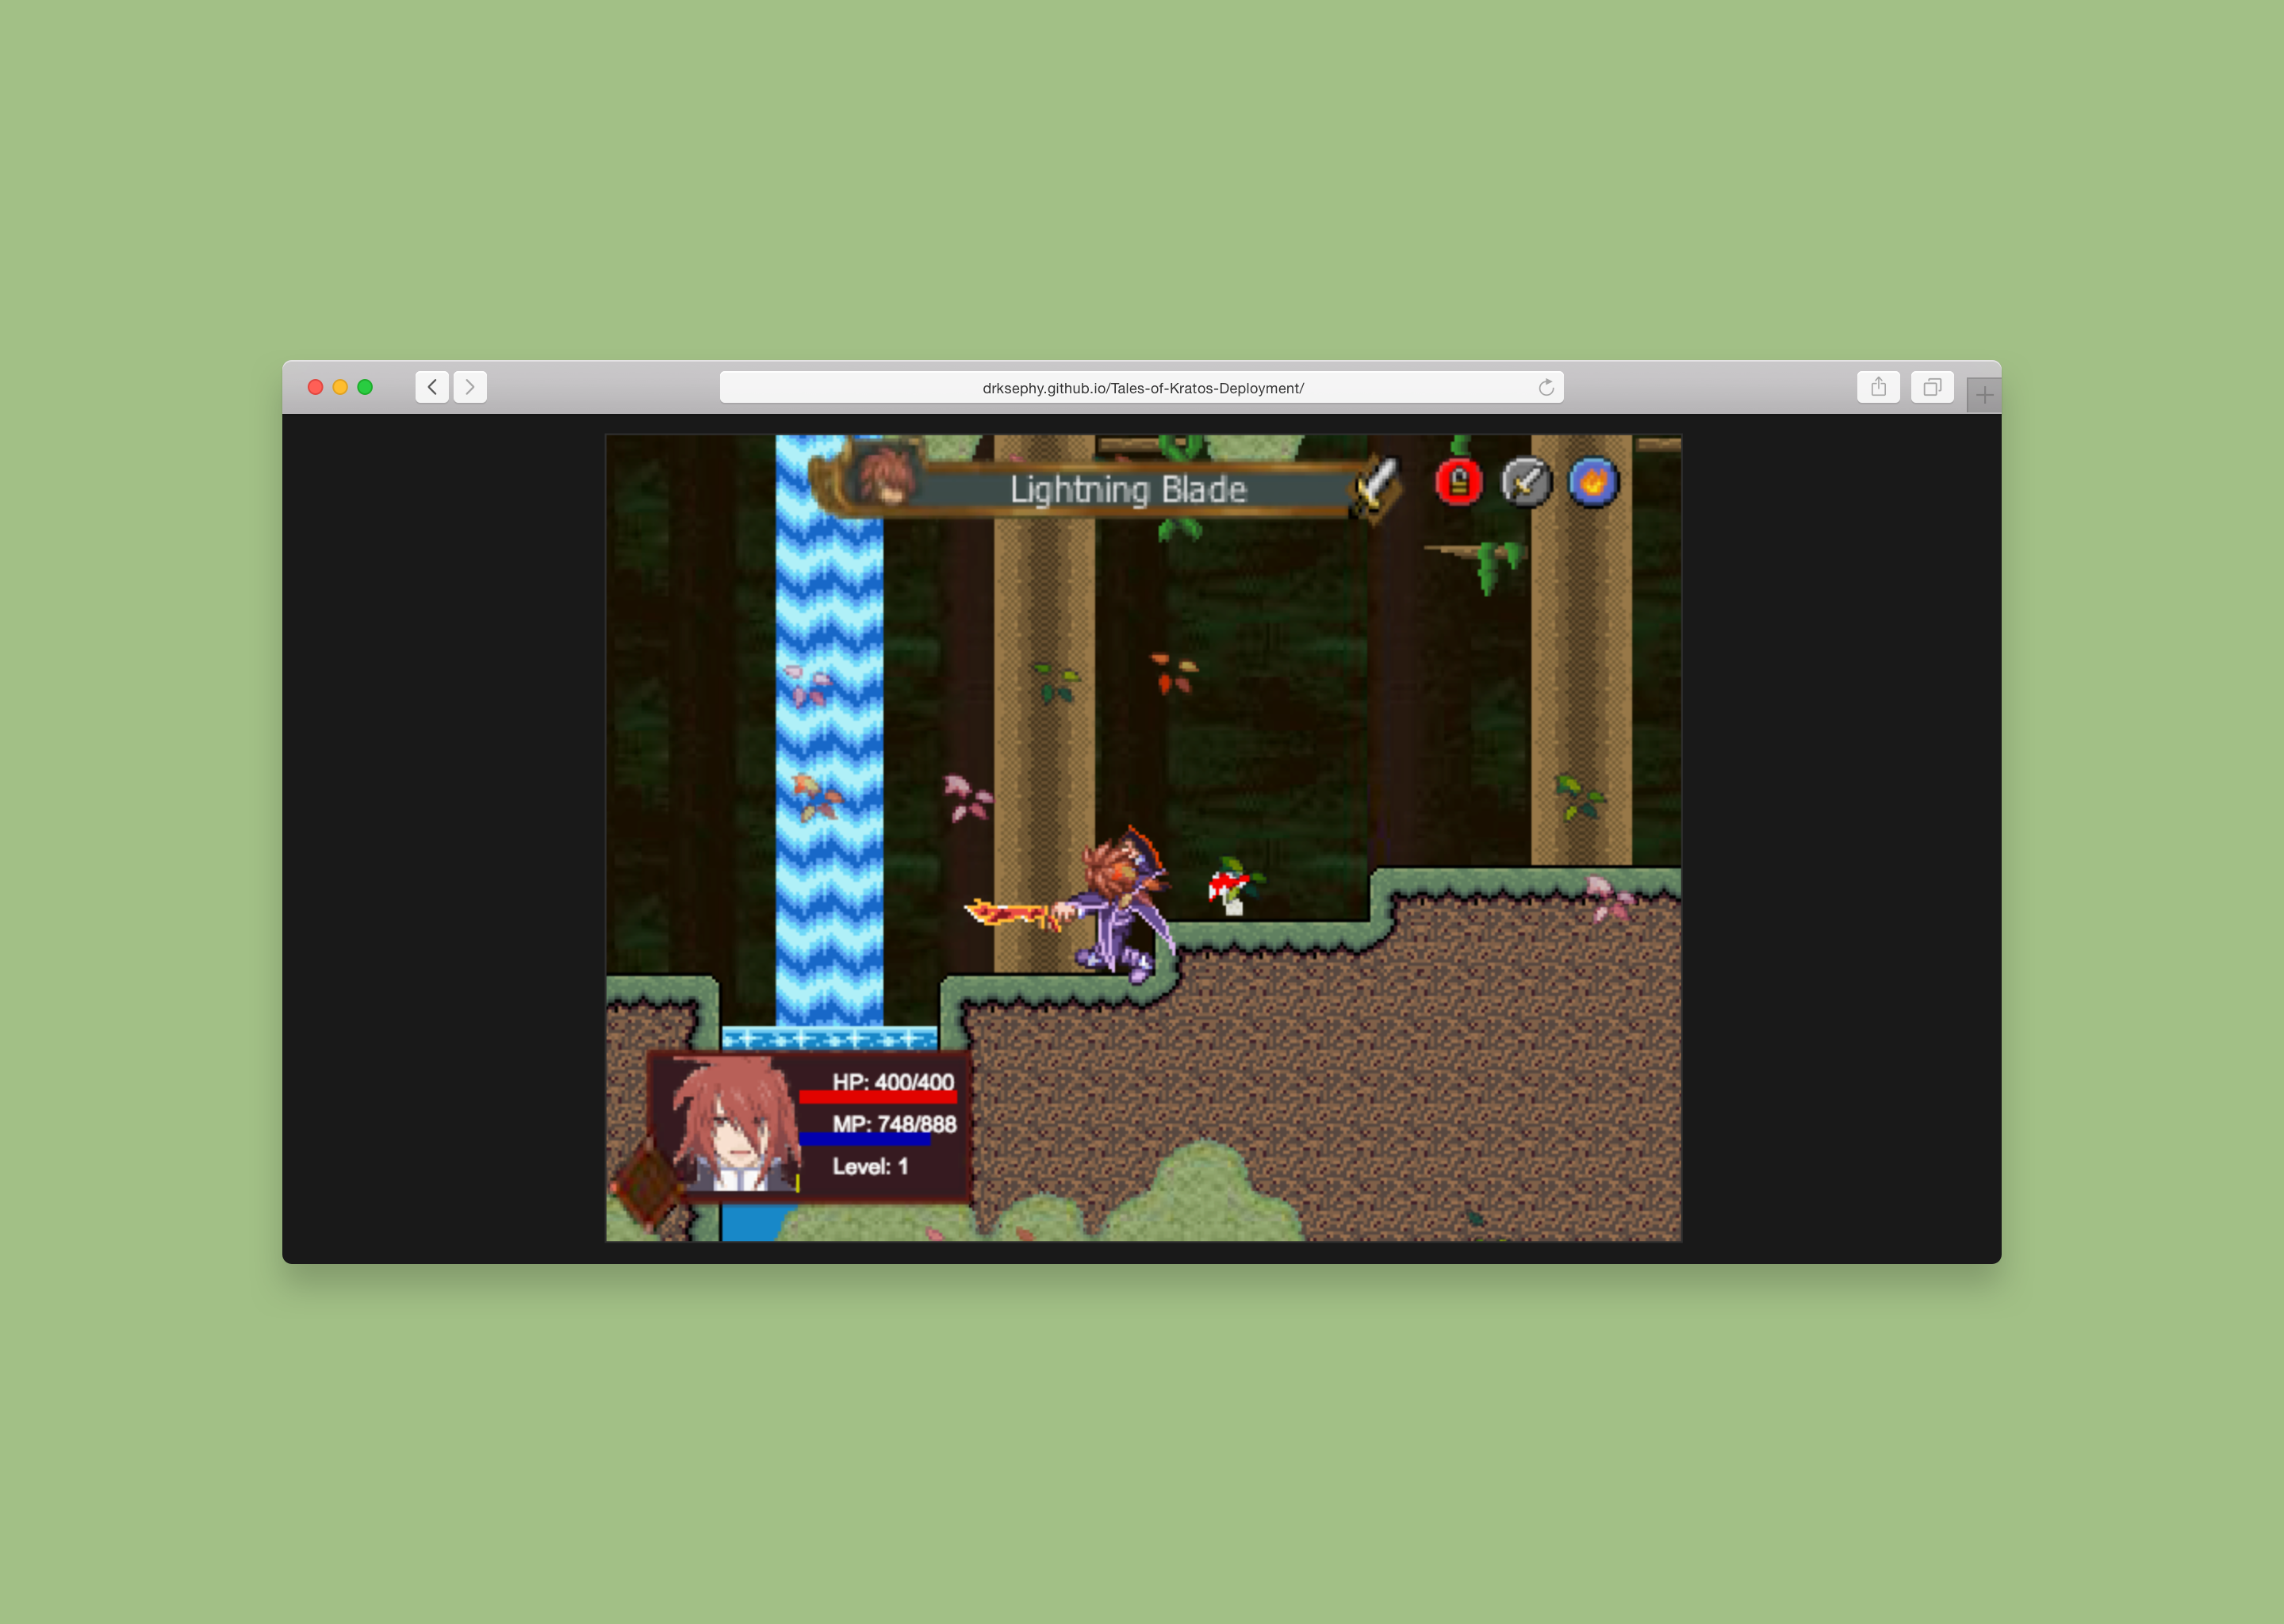 drksephy.github.io/Tales-of-Kratos-Deployment/
Lightning Blade
HP: 400/400
MP: 748/888
Level: 1